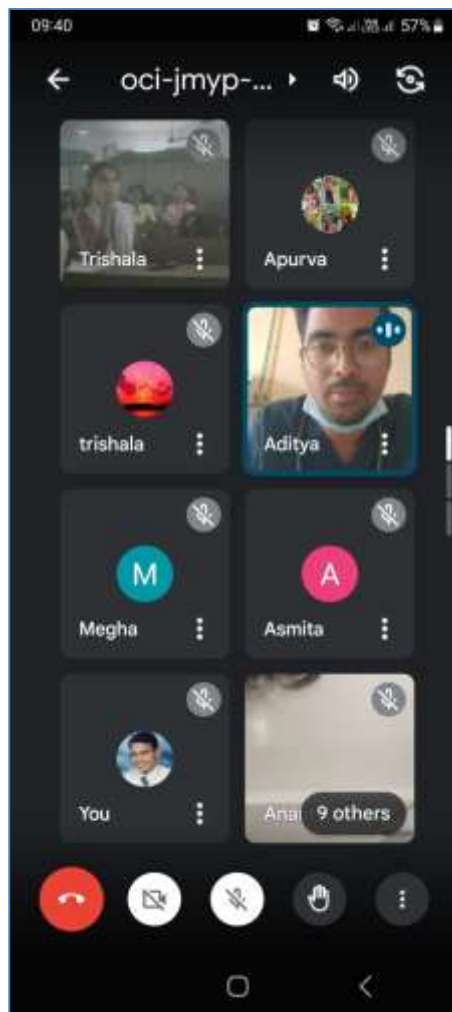 09:40 57%
oci-jmyp-...
Trishala Apurva
trishala Aditya
M A
Megha Asmita
You 9 others